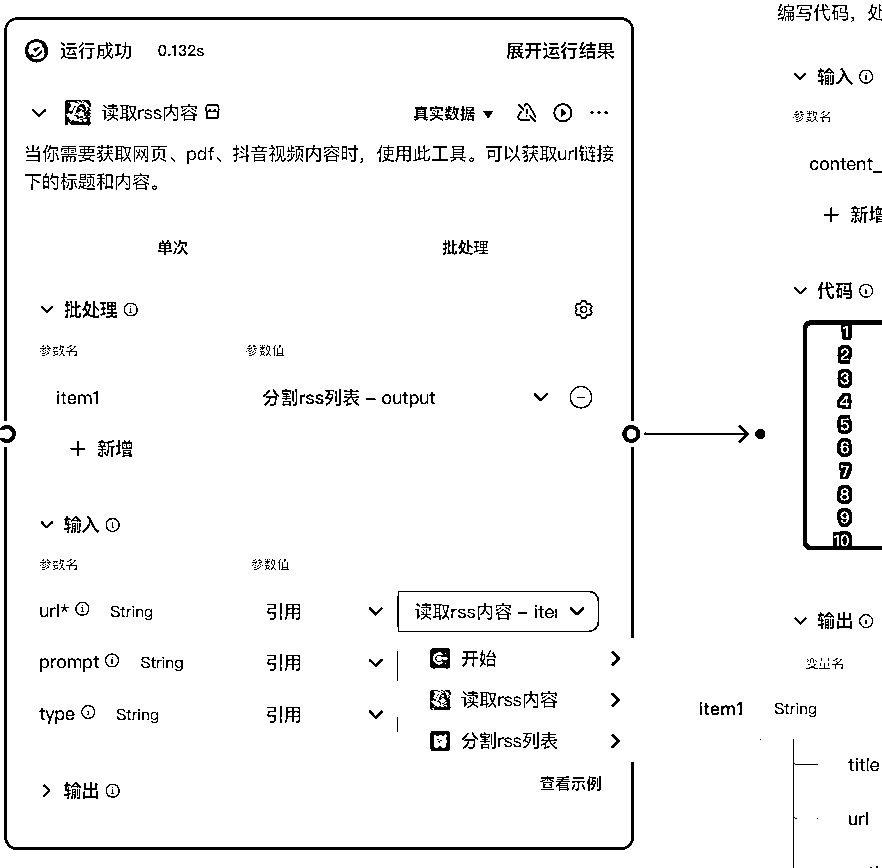 运行成功 0.132s 展开运行结果
读取rss内容 真实数据
当你需要获取网页、pdf、抖音视频内容时，使用此工具。可以获取url链接
下的标题和内容。
单次 批处理
批处理
参数名 参数值
item1 分割rss列表 – output
+ 新增
输入
参数名 参数值
url* String 引用 读取rss内容 – iter
prompt String 引用
type String 引用
开始
读取rss内容
分割rss列表
查看示例
输出
item1 String
编写代码，处
输入
参数名
content_
+ 新增
代码
1
2
3
4
5
6
7
8
9
10
输出
变量名
title
url